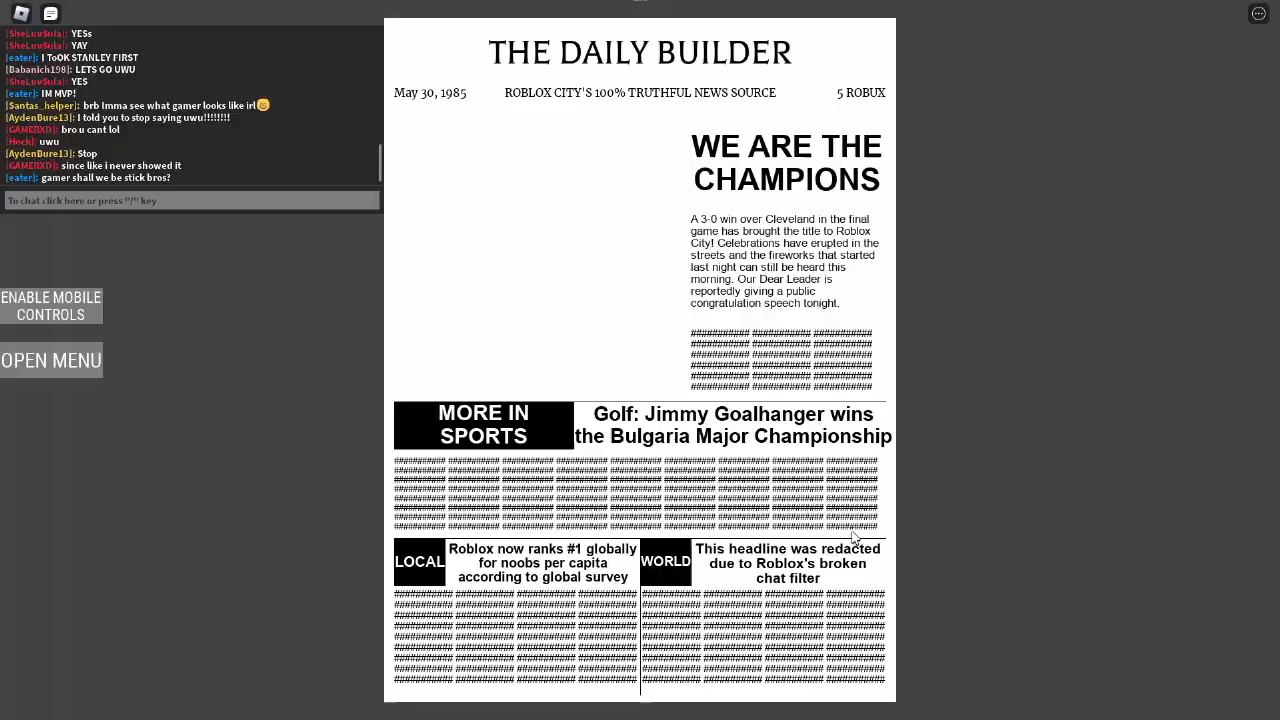 [SheLuvSula]: YESs
[SheLuvSula]: YAY
[eater]: I ToOK STANLEY FIRST
[Babanich198]: LETS GO UWU
[SheLuvSula]: YES
[eater]: IM MVP!
[Santas_helper]: brb Imma see what gamer looks like irl
[AydenBure13]: I told you to stop saying uwu!!!!!!!!
[GAMERXD]: bro u cant lol
[Hock]: uwu
[AydenBure13]: Stop
[GAMERXD]: since like i never showed it
[eater]: gamer shall we be stick bros?
To chat click here or press "/" key
ENABLE MOBILE
CONTROLS
OPEN MENU
THE DAILY BUILDER
May 30, 1985 ROBLOX CITY'S 100% TRUTHFUL NEWS SOURCE 5 ROBUX
WE ARE THE
CHAMPIONS
A 3-0 win over Cleveland in the final
game has brought the title to Roblox
City! Celebrations have erupted in the
streets and the fireworks that started
last night can still be heard this
morning. Our Dear Leader is
reportedly giving a public
congratulation speech tonight.
########### ########### ###########
########### ########### ###########
########### ########### ###########
########### ########### ###########
########### ########### ###########
########### ########### ###########
MORE IN
SPORTS
Golf: Jimmy Goalhanger wins
the Bulgaria Major Championship
LOCAL
Roblox now ranks #1 globally
for noobs per capita
according to global survey
WORLD
This headline was redacted
due to Roblox's broken
chat filter